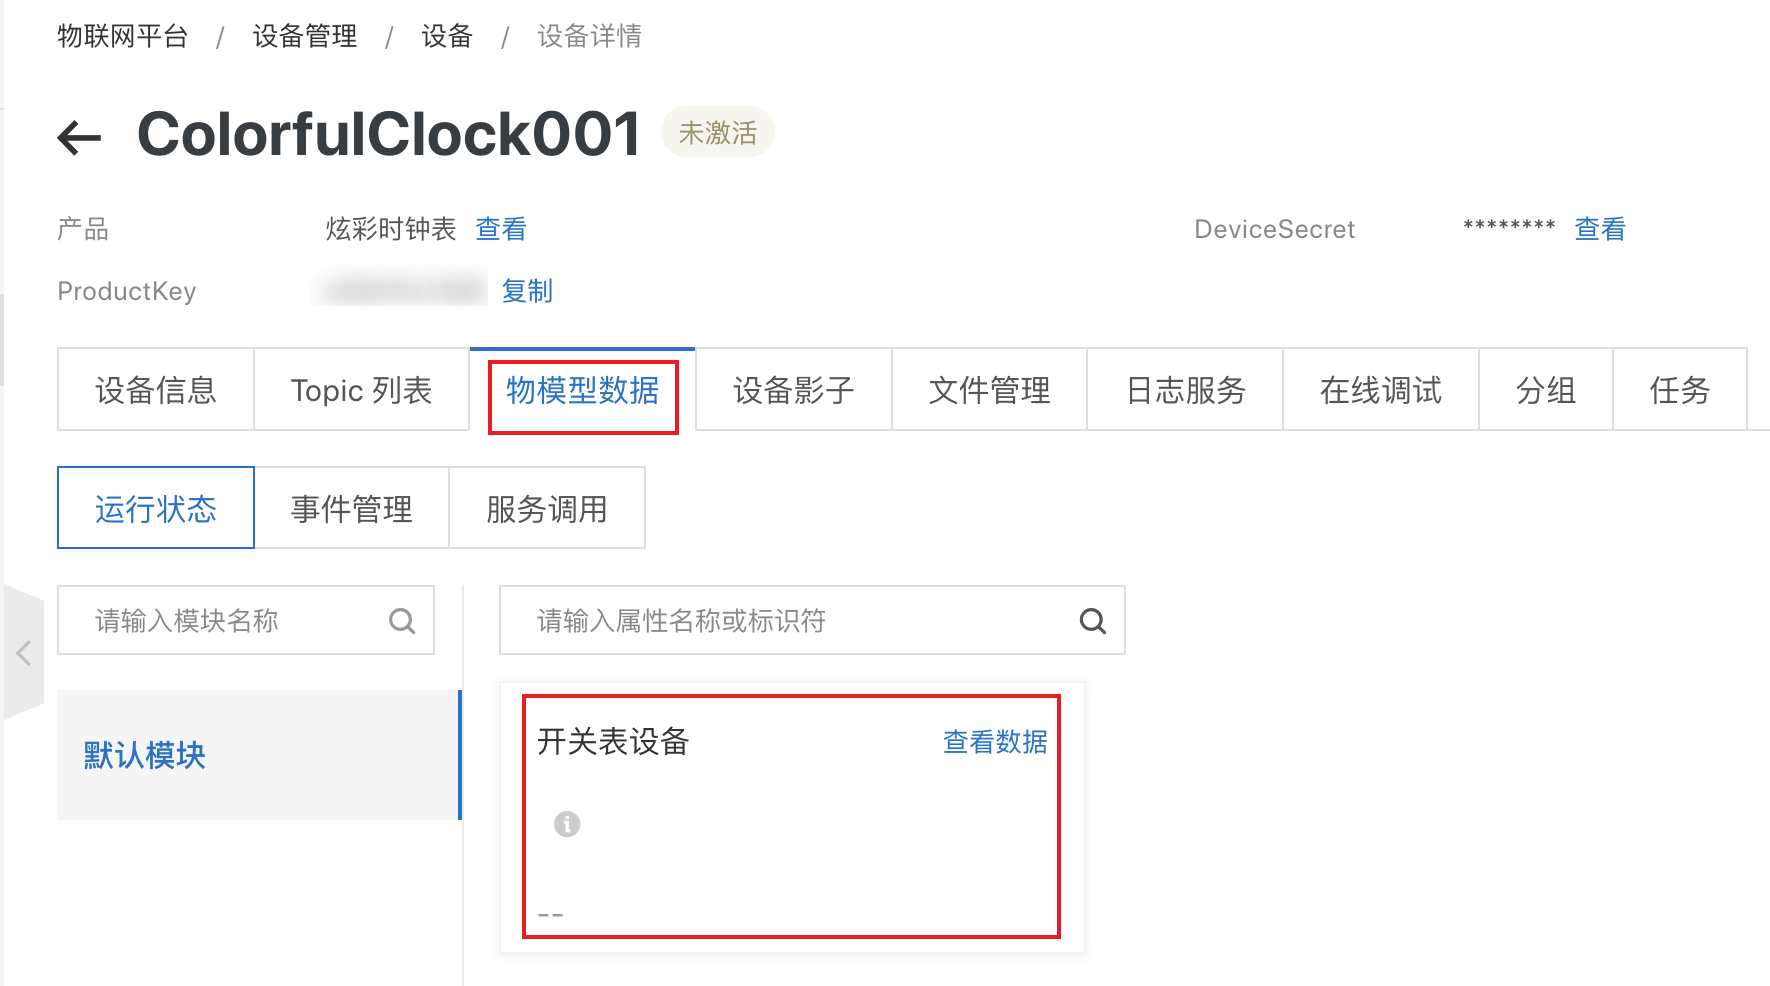 物联网平台 / 设备管理 / 设备 / 设备详情
ColorfulClock001 未激活
产品 炫彩时钟表 查看 DeviceSecret ******** 查看
ProductKey 复制
设备信息 Topic 列表 物模型数据 设备影子 文件管理 日志服务 在线调试 分组 任务
运行状态 事件管理 服务调用
请输入模块名称 请输入属性名称或标识符
默认模块
开关表设备 查看数据
--